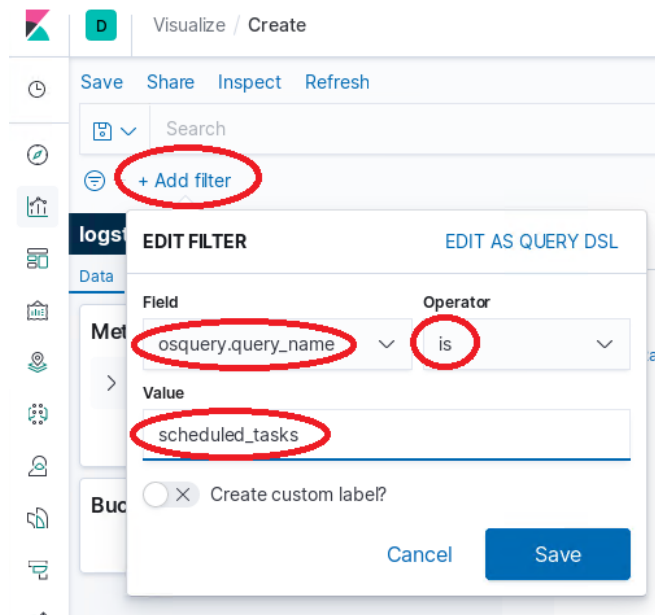 D Visualize / Create
Save Share Inspect Refresh
Search
+ Add filter
logst
EDIT FILTER EDIT AS QUERY DSL
Data
Field Operator
Met
osquery.query_name is
Value
scheduled_tasks
Create custom label?
Buc
Cancel Save